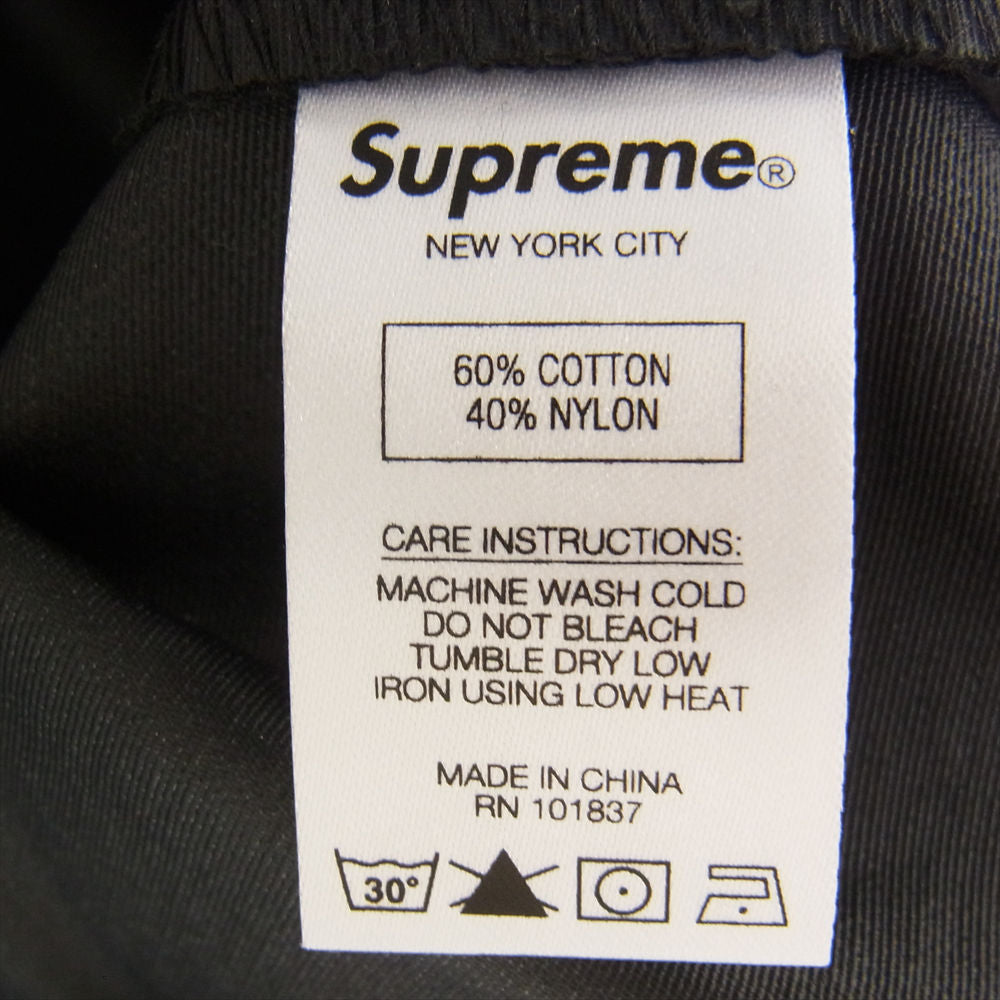 Supreme®
NEW YORK CITY
60% COTTON
40% NYLON
CARE INSTRUCTIONS:
MACHINE WASH COLD
DO NOT BLEACH
TUMBLE DRY LOW
IRON USING LOW HEAT
MADE IN CHINA
RN 101837
30°